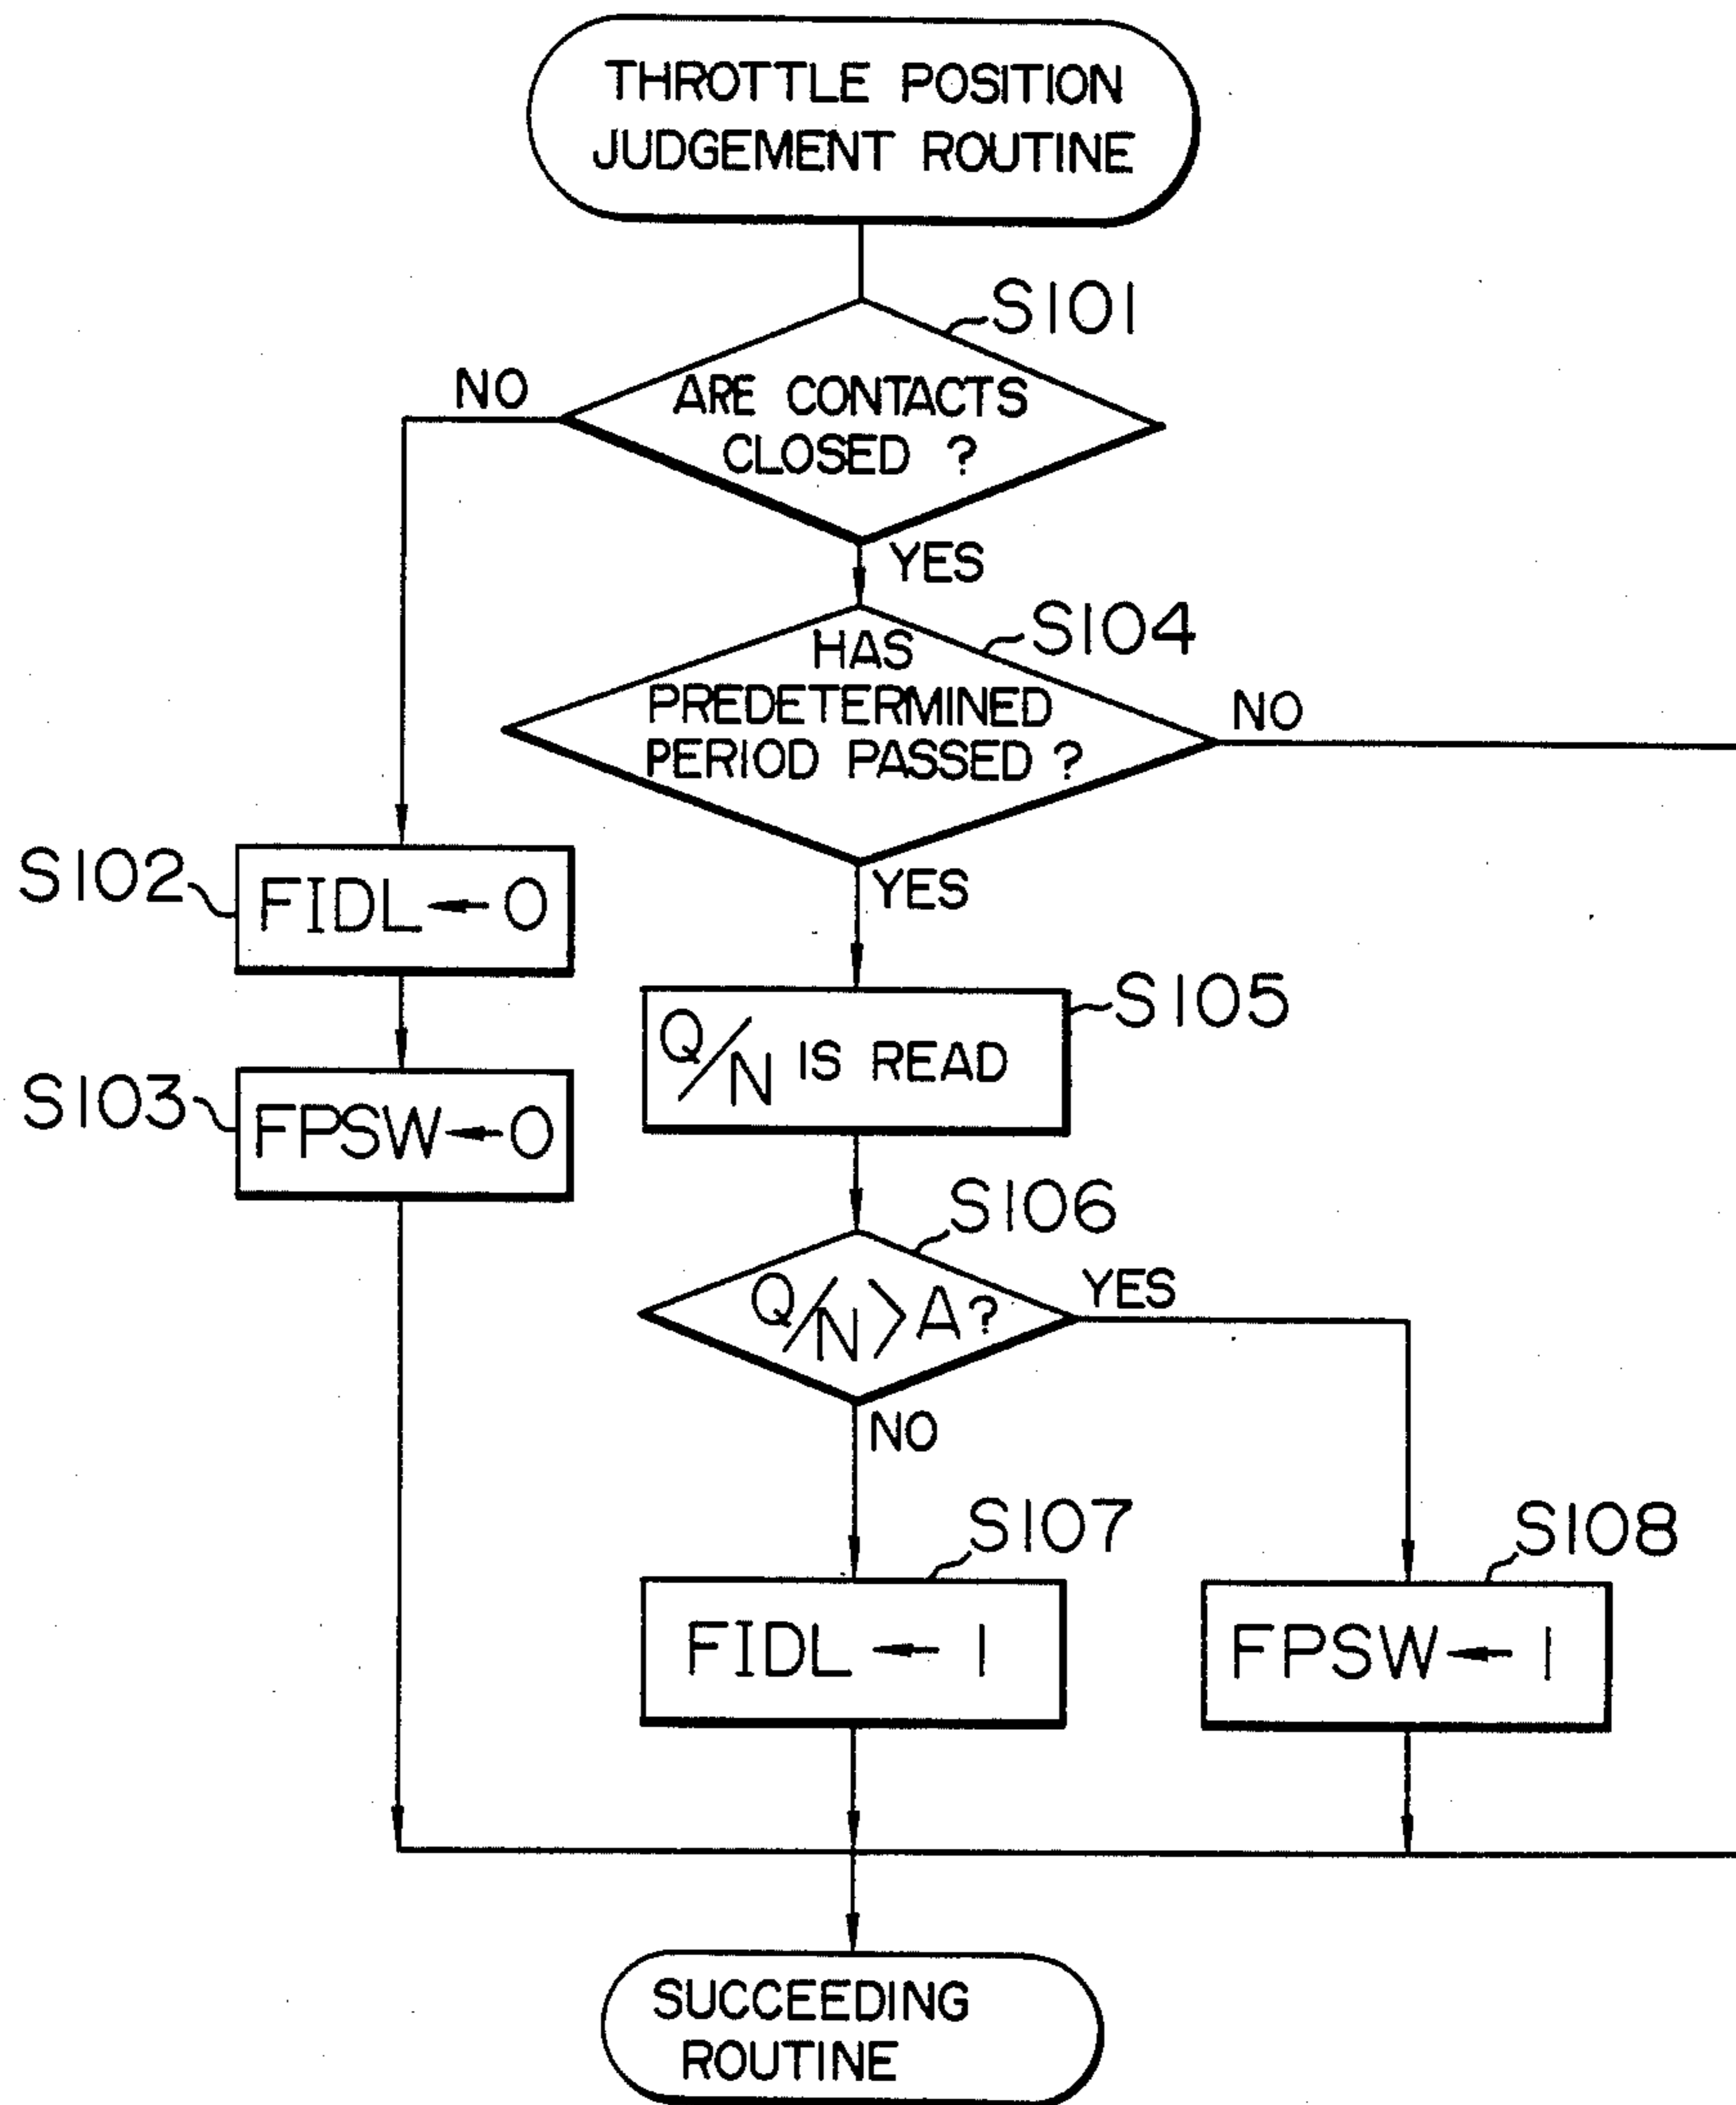 THROTTLE POSITION
JUDGEMENT ROUTINE
S101
NO
ARE CONTACTS
CLOSED ?
YES
S104
HAS
PREDETERMINED
PERIOD PASSED ?
NO
YES
S102
FIDL ← 0
S103
FPSW ← 0
S105
Q/N IS READ
S106
Q/N > A ?
YES
NO
S107
FIDL ← 1
S108
FPSW ← 1
SUCCEEDING
ROUTINE